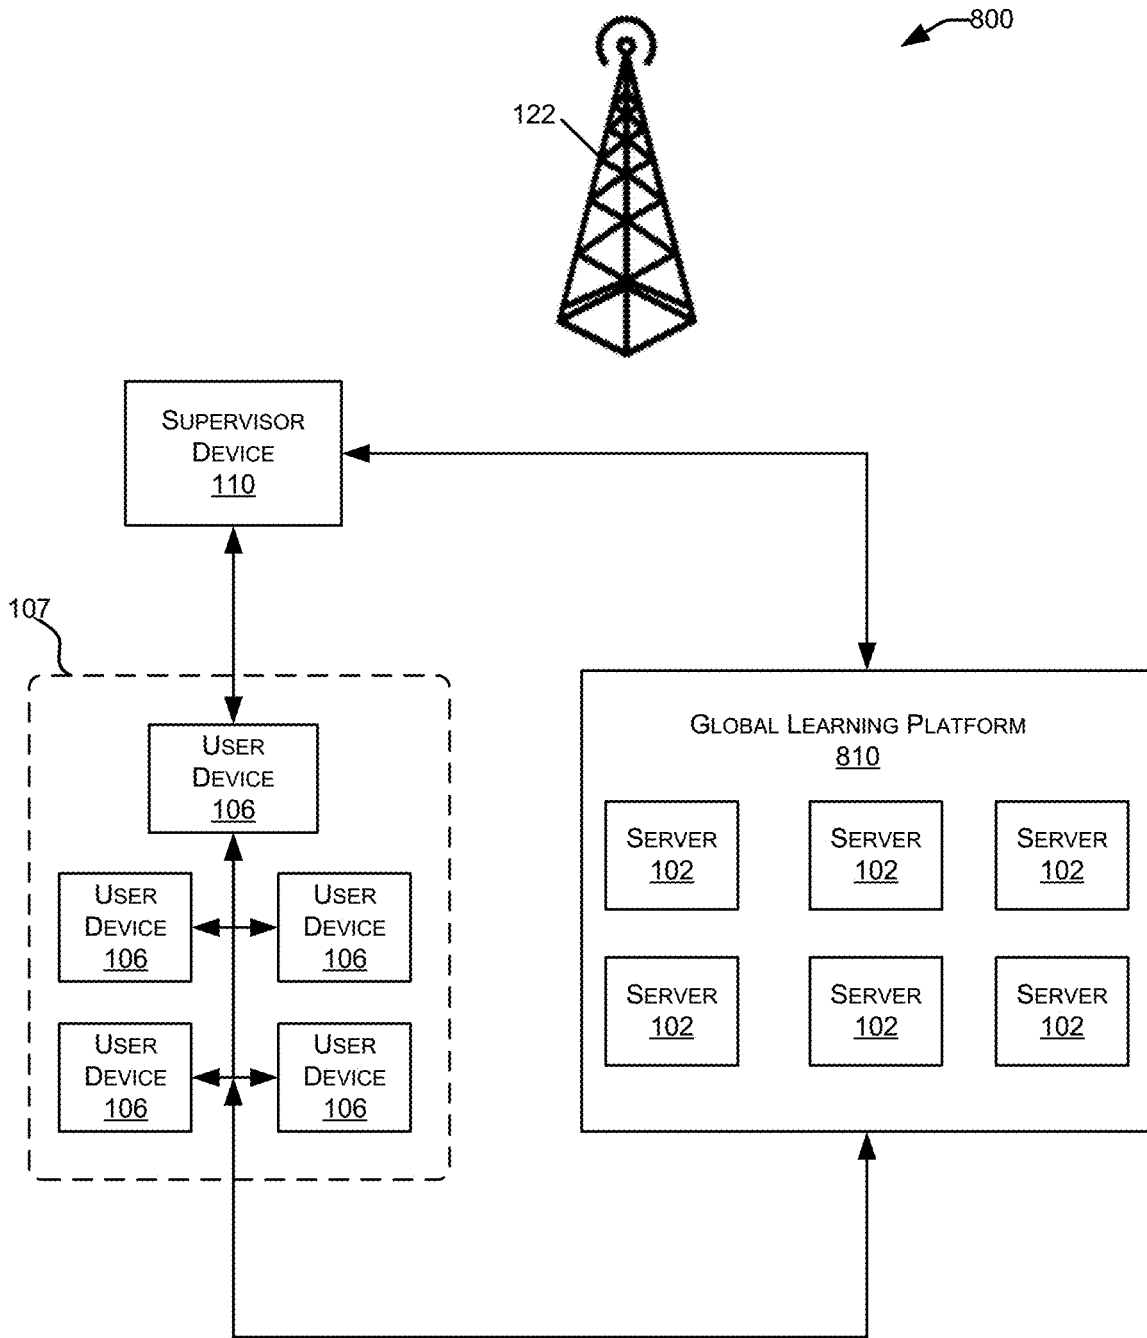 800
122
SUPERVISOR
DEVICE
110
107
USER
DEVICE
106
GLOBAL LEARNING PLATFORM
810
SERVER
102
SERVER
102
SERVER
102
USER
DEVICE
106
USER
DEVICE
106
SERVER
102
SERVER
102
SERVER
102
USER
DEVICE
106
USER
DEVICE
106